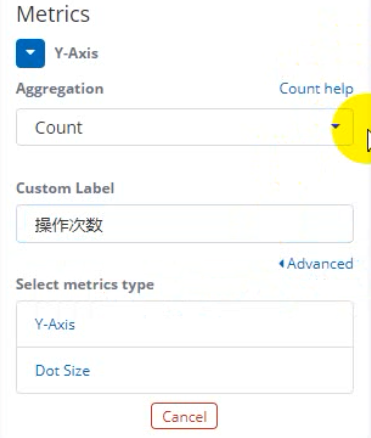 Metrics
Y-Axis
Aggregation Count help
Count
Custom Label
操作次数
Advanced
Select metrics type
Y-Axis
Dot Size
Cancel